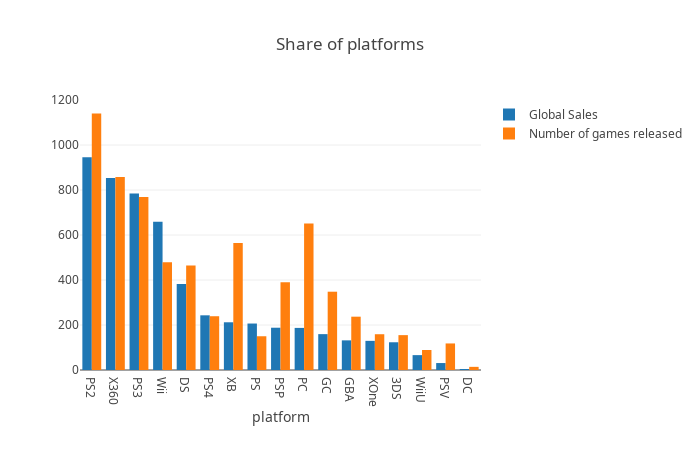 Share of platforms
1200
1000
800
600
400
200
0
PS2
X360
PS3
Wii
DS
PS4
XB
PS
PSP
PC
GC
GBA
XOne
3DS
WiiU
PSV
DC
platform
Global Sales
Number of games released